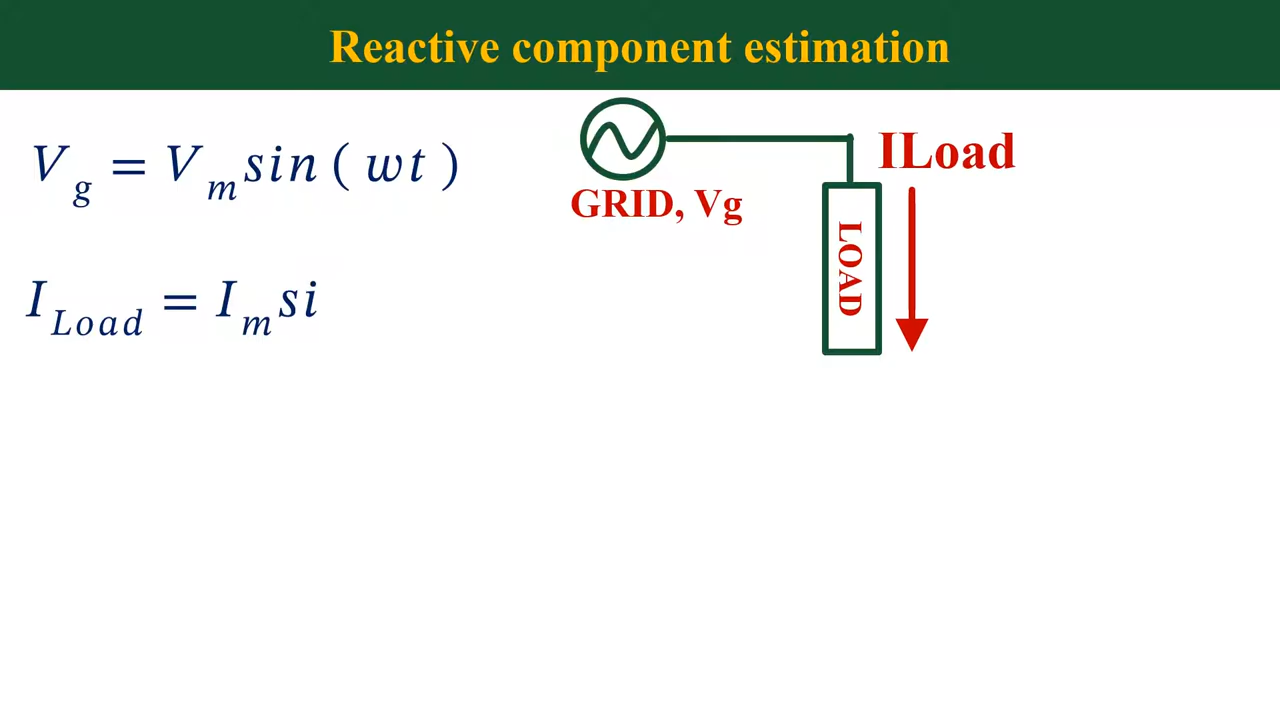 Reactive component estimation
V_g = V_m sin( wt )
ILoad
GRID, Vg
LOAD
I_Load = I_m si